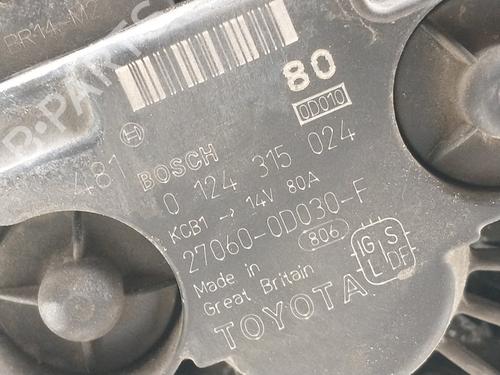 BR14-M2
B-PARTS
80
0D010
481
BOSCH
0 124 315 024
KCB1 → 14V 80A
27060-0D030-F
806
Made in
Great Britain
IG S
L DF
TOYOTA